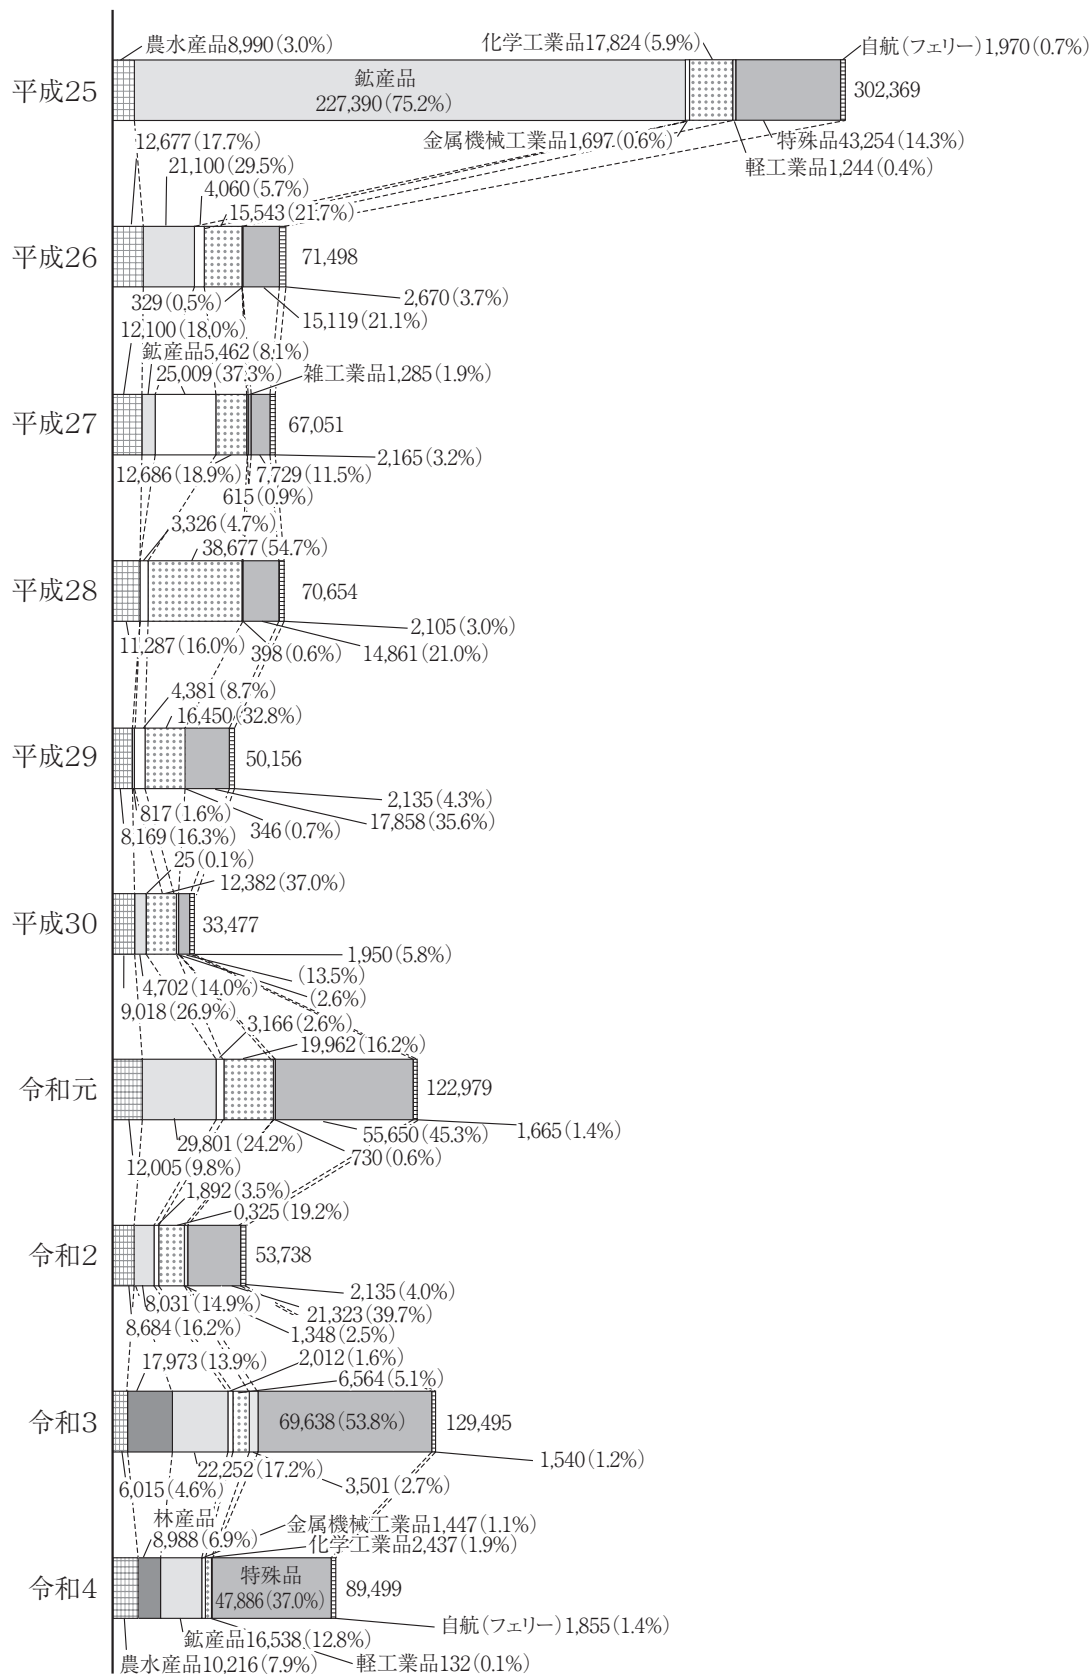 農水産品8,990(3.0%)
化学工業品17,824(5.9%)
自航(フェリー)1,970(0.7%)
平成25
鉱産品
227,390(75.2%)
302,369
金属機械工業品1,697(0.6%)
特殊品43,254(14.3%)
軽工業品1,244(0.4%)
12,677(17.7%)
21,100(29.5%)
4,060(5.7%)
15,543(21.7%)
平成26
71,498
2,670(3.7%)
329(0.5%)
15,119(21.1%)
12,100(18.0%)
鉱産品5,462(8.1%)
25,009(37.3%)
雑工業品1,285(1.9%)
平成27
67,051
2,165(3.2%)
12,686(18.9%)
7,729(11.5%)
615(0.9%)
3,326(4.7%)
38,677(54.7%)
平成28
70,654
2,105(3.0%)
11,287(16.0%)
398(0.6%)
14,861(21.0%)
4,381(8.7%)
16,450(32.8%)
平成29
50,156
2,135(4.3%)
817(1.6%)
17,858(35.6%)
346(0.7%)
8,169(16.3%)
25(0.1%)
12,382(37.0%)
平成30
33,477
1,950(5.8%)
(13.5%)
4,702(14.0%)
(2.6%)
9,018(26.9%)
3,166(2.6%)
19,962(16.2%)
令和元
122,979
1,665(1.4%)
55,650(45.3%)
29,801(24.2%)
730(0.6%)
12,005(9.8%)
1,892(3.5%)
0,325(19.2%)
令和2
53,738
2,135(4.0%)
8,031(14.9%)
21,323(39.7%)
8,684(16.2%)
1,348(2.5%)
17,973(13.9%)
2,012(1.6%)
6,564(5.1%)
令和3
69,638(53.8%)
129,495
1,540(1.2%)
22,252(17.2%)
6,015(4.6%)
3,501(2.7%)
林産品
8,988(6.9%)
金属機械工業品1,447(1.1%)
化学工業品2,437(1.9%)
令和4
特殊品
47,886(37.0%)
89,499
自航(フェリー)1,855(1.4%)
鉱産品16,538(12.8%)
農水産品10,216(7.9%)
軽工業品132(0.1%)